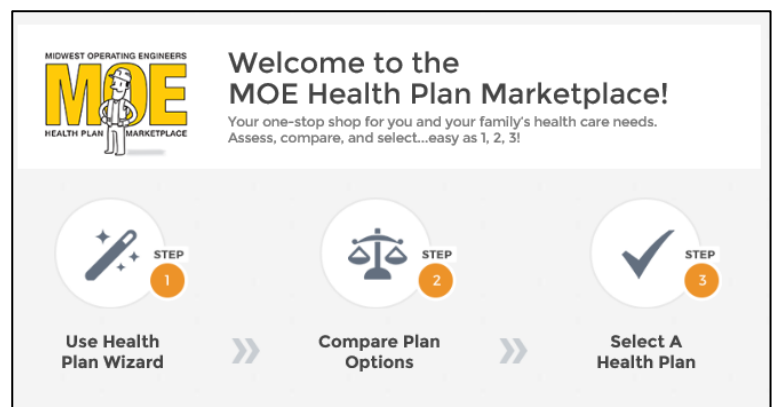 MIDWEST OPERATING ENGINEERS
MOE
HEALTH PLAN MARKETPLACE
Welcome to the
MOE Health Plan Marketplace!
Your one-stop shop for you and your family's health care needs.
Assess, compare, and select...easy as 1, 2, 3!
STEP
1
Use Health
Plan Wizard
STEP
2
Compare Plan
Options
STEP
3
Select A
Health Plan